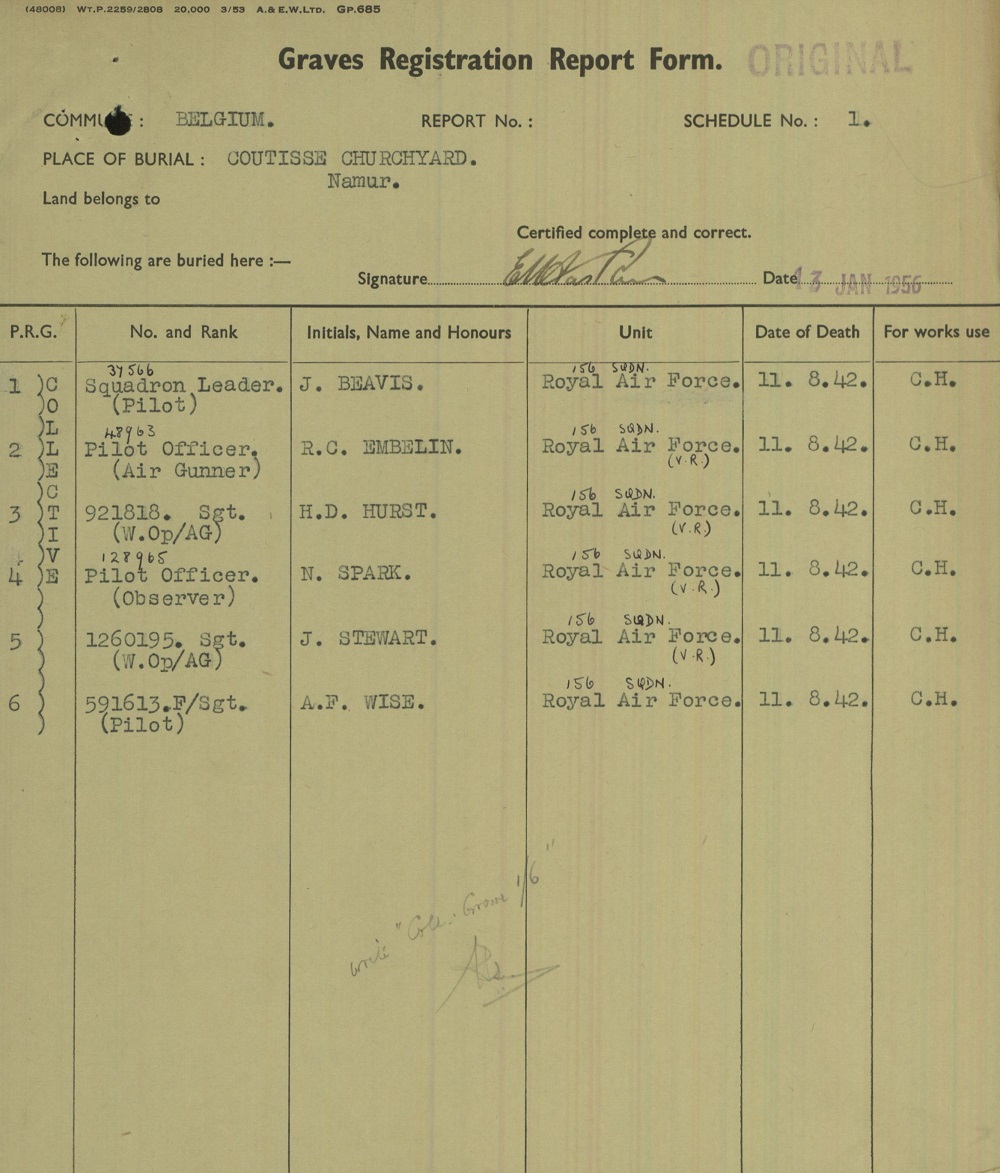 (48008) WT.P.2259/2808 20,000 3/53 A.& E.W.LTD. GP.685
Graves Registration Report Form. ORIGINAL
BELGIUM. REPORT No. : SCHEDULE No. : 1.
PLACE OF BURIAL : COUTISSE CHURCHYARD.
Namur.
Land belongs to
Certified complete and correct.
The following are buried here :—
Signature Date 13 JAN 1956
P.R.G. No. and Rank Initials, Name and Honours Unit Date of Death For works use
37566 156 SQDN.
1 )C Squadron Leader. J. BEAVIS. Royal Air Force. 11. 8.42. C.H.
)O (Pilot)
)L 48963 156 SQDN.
2 )L Pilot Officer. R.C. EMBELIN. Royal Air Force. 11. 8.42. C.H.
)E (Air Gunner) (V.R.)
)C 156 SQDN.
3 )T 921818. Sgt. H.D. HURST. Royal Air Force. 11. 8.42. C.H.
)I (W.Op/AG) (V.R.)
)V 128965 156 SQDN.
4 )E Pilot Officer. N. SPARK. Royal Air Force. 11. 8.42. C.H.
) (Observer) (V.R.)
156 SQDN.
5 ) 1260195. Sgt. J. STEWART. Royal Air Force. 11. 8.42. C.H.
) (W.Op/AG) (V.R.)
156 SQDN.
6 ) 591613.F/Sgt. A.F. WISE. Royal Air Force. 11. 8.42. C.H.
) (Pilot)
write "Coll. Grave 1/6"